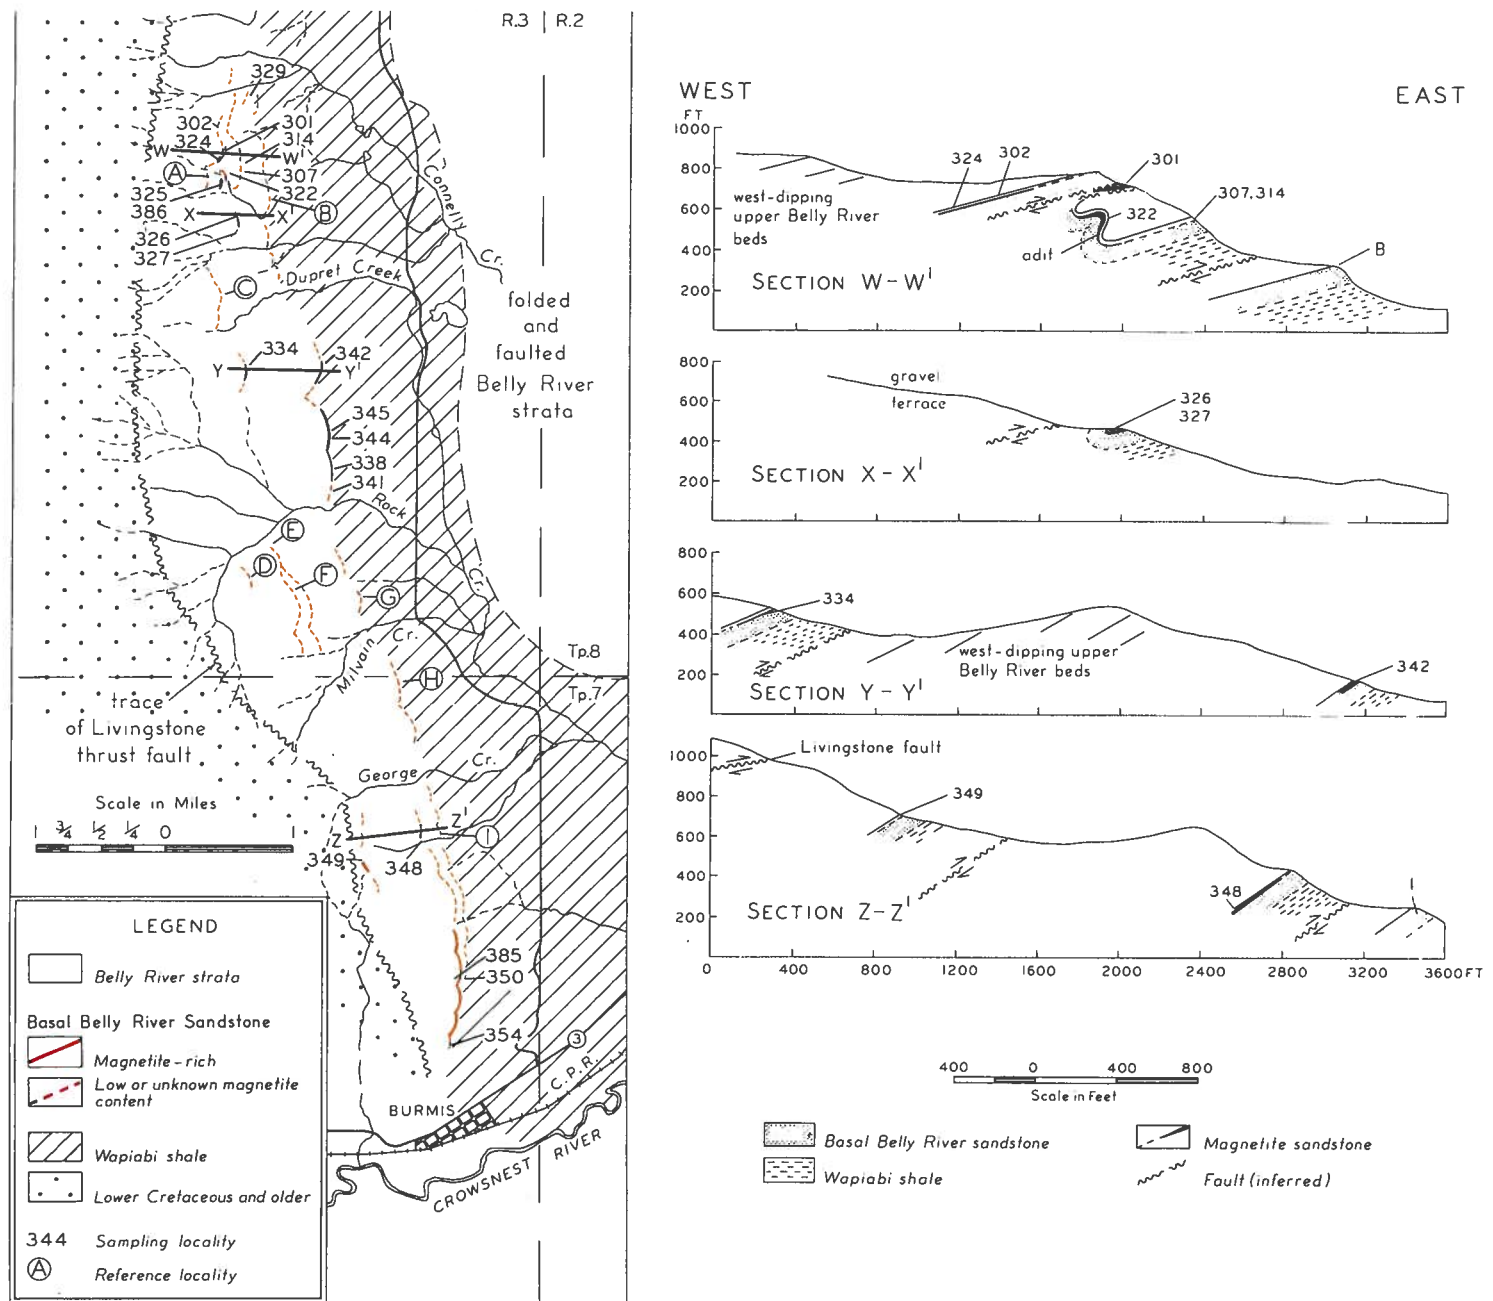 R.3 R.2
329
302
301
324
314
W
W'
A
307
325
322
386
X
X'
B
326
327
Connelly
Cr.
C
Dupret Creek
folded
and
faulted
Belly River
strata
334
342
Y
Y'
345
344
338
341
Rock
Cr.
E
D
F
G
Milvain
Cr.
Tp.8
Tp.7
H
trace
of Livingstone
thrust fault
George
Cr.
Scale in Miles
1 3/4 1/2 1/4 0 1
Z
Z'
I
349
348
385
350
354
3
C.P.R.
BURMIS
CROWSNEST RIVER
LEGEND
Belly River strata
Basal Belly River Sandstone
Magnetite-rich
Low or unknown magnetite
content
Wapiabi shale
Lower Cretaceous and older
344 Sampling locality
A Reference locality
WEST
EAST
FT
1000
800
600
400
200
324
302
301
307,314
322
adit
B
west-dipping
upper Belly River
beds
SECTION W-W'
800
600
400
200
gravel
terrace
326
327
SECTION X-X'
800
600
400
200
334
west-dipping upper
Belly River beds
342
SECTION Y-Y'
1000
800
600
400
200
Livingstone fault
349
348
SECTION Z-Z'
0 400 800 1200 1600 2000 2400 2800 3200 3600FT
400 0 400 800
Scale in Feet
Basal Belly River sandstone
Wapiabi shale
Magnetite sandstone
Fault (inferred)